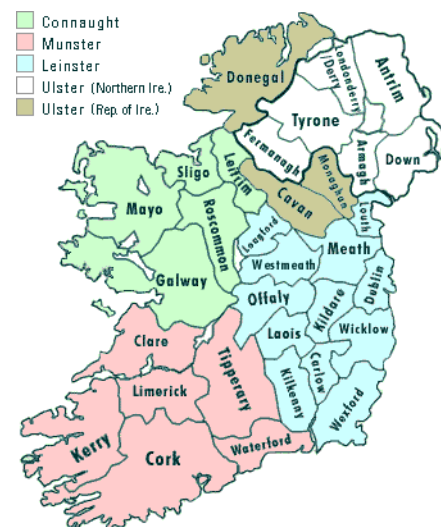 Connaught
Munster
Leinster
Ulster (Northern Ire.)
Ulster (Rep. of Ire.)
Donegal
Londonderry
/Derry
Antrim
Tyrone
Fermanagh
Armagh
Down
Monaghan
Cavan
Leitrim
Sligo
Mayo
Roscommon
Galway
Longford
Louth
Meath
Westmeath
Dublin
Offaly
Kildare
Laois
Wicklow
Carlow
Kilkenny
Wexford
Clare
Tipperary
Limerick
Kerry
Cork
Waterford